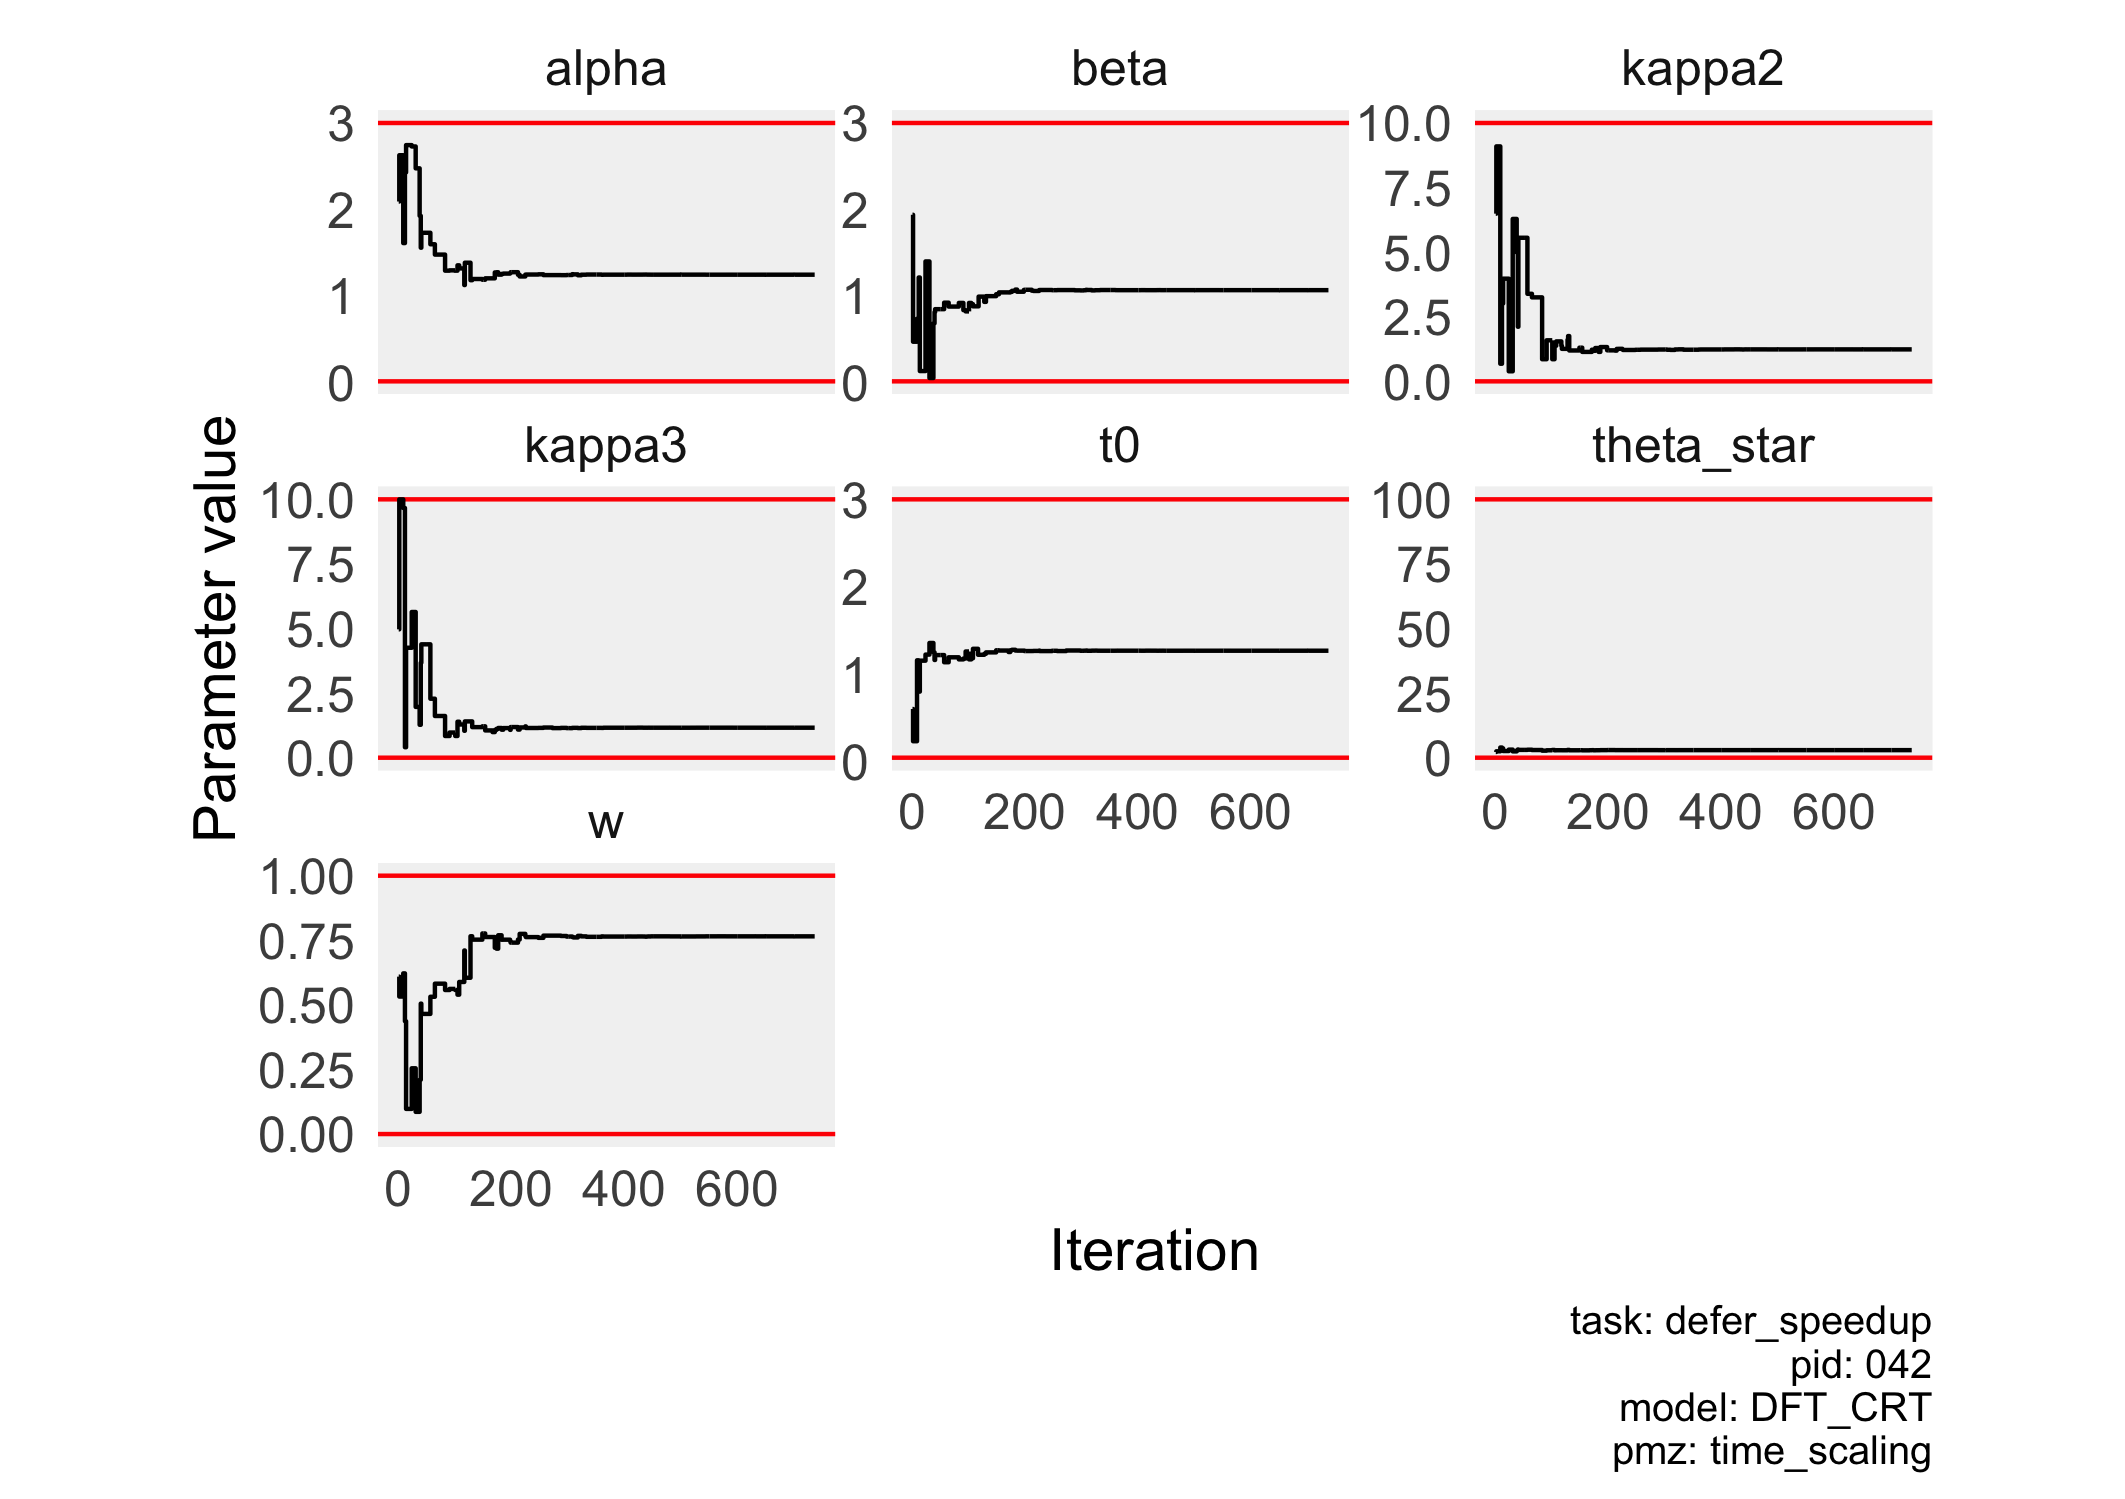 alpha
beta
kappa2
3
2
1
0
3
2
1
0
10.0
7.5
5.0
2.5
0.0
kappa3
t0
theta_star
10.0
7.5
5.0
2.5
0.0
3
2
1
0
100
75
50
25
0
0 200 400 600
0 200 400 600
Parameter value
w
1.00
0.75
0.50
0.25
0.00
0 200 400 600
Iteration
task: defer_speedup
pid: 042
model: DFT_CRT
pmz: time_scaling